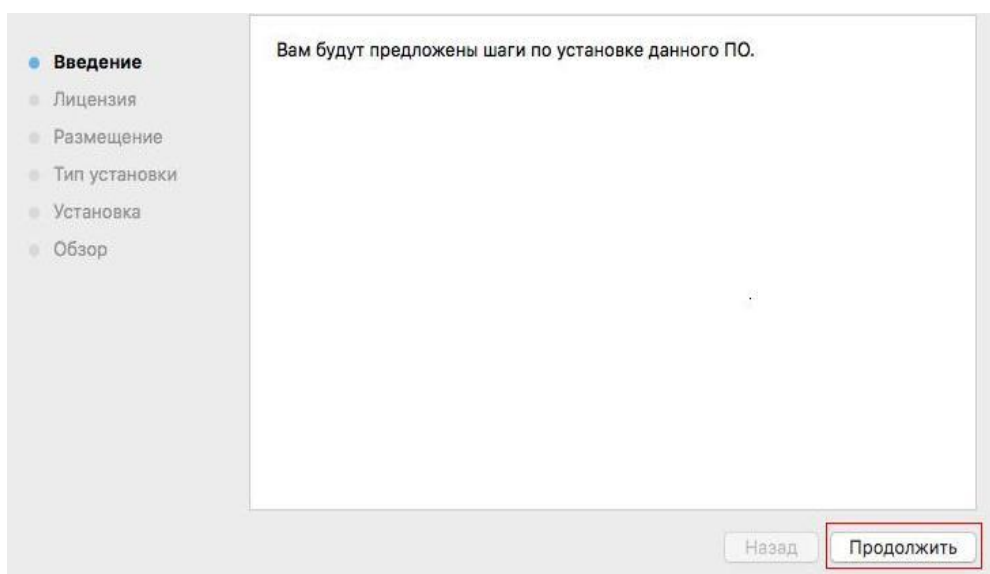 Введение
Лицензия
Размещение
Тип установки
Установка
Обзор
Вам будут предложены шаги по установке данного ПО.
Назад
Продолжить